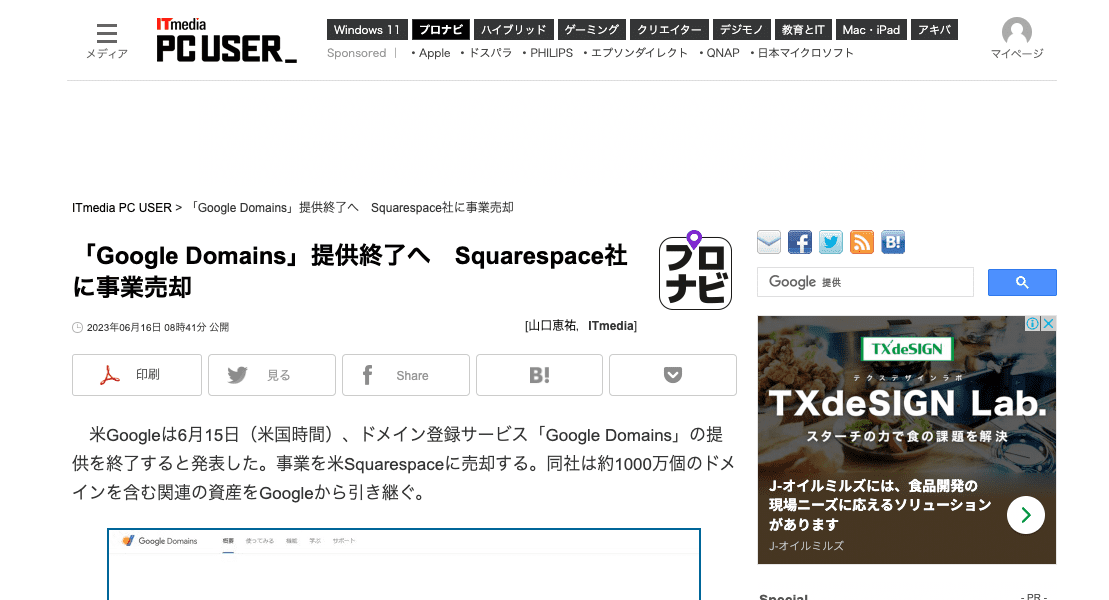 メディア
ITmedia
PC USER_
Windows 11 プロナビ ハイブリッド ゲーミング クリエイター デジモノ 教育とIT Mac・iPad アキバ
Sponsored | ・Apple ・ドスパラ ・PHILIPS ・エプソンダイレクト ・QNAP ・日本マイクロソフト
マイページ
ITmedia PC USER > 「Google Domains」提供終了へ　Squarespace社に事業売却
「Google Domains」提供終了へ　Squarespace社
に事業売却
プロ
ナビ
2023年06月16日 08時41分 公開
[山口恵祐, ITmedia]
印刷 見る Share B!
米Googleは6月15日（米国時間）、ドメイン登録サービス「Google Domains」の提
供を終了すると発表した。事業を米Squarespaceに売却する。同社は約1000万個のドメ
インを含む関連の資産をGoogleから引き継ぐ。
Google Domains 概要 使ってみる 機能 学ぶ サポート
B!
Google 提供
TXdeSIGN
テクスデザインラボ
TXdeSIGN Lab.
スターチの力で食の課題を解決
J-オイルミルズには、食品開発の
現場ニーズに応えるソリューション
があります
J-オイルミルズ
Special
- PR -